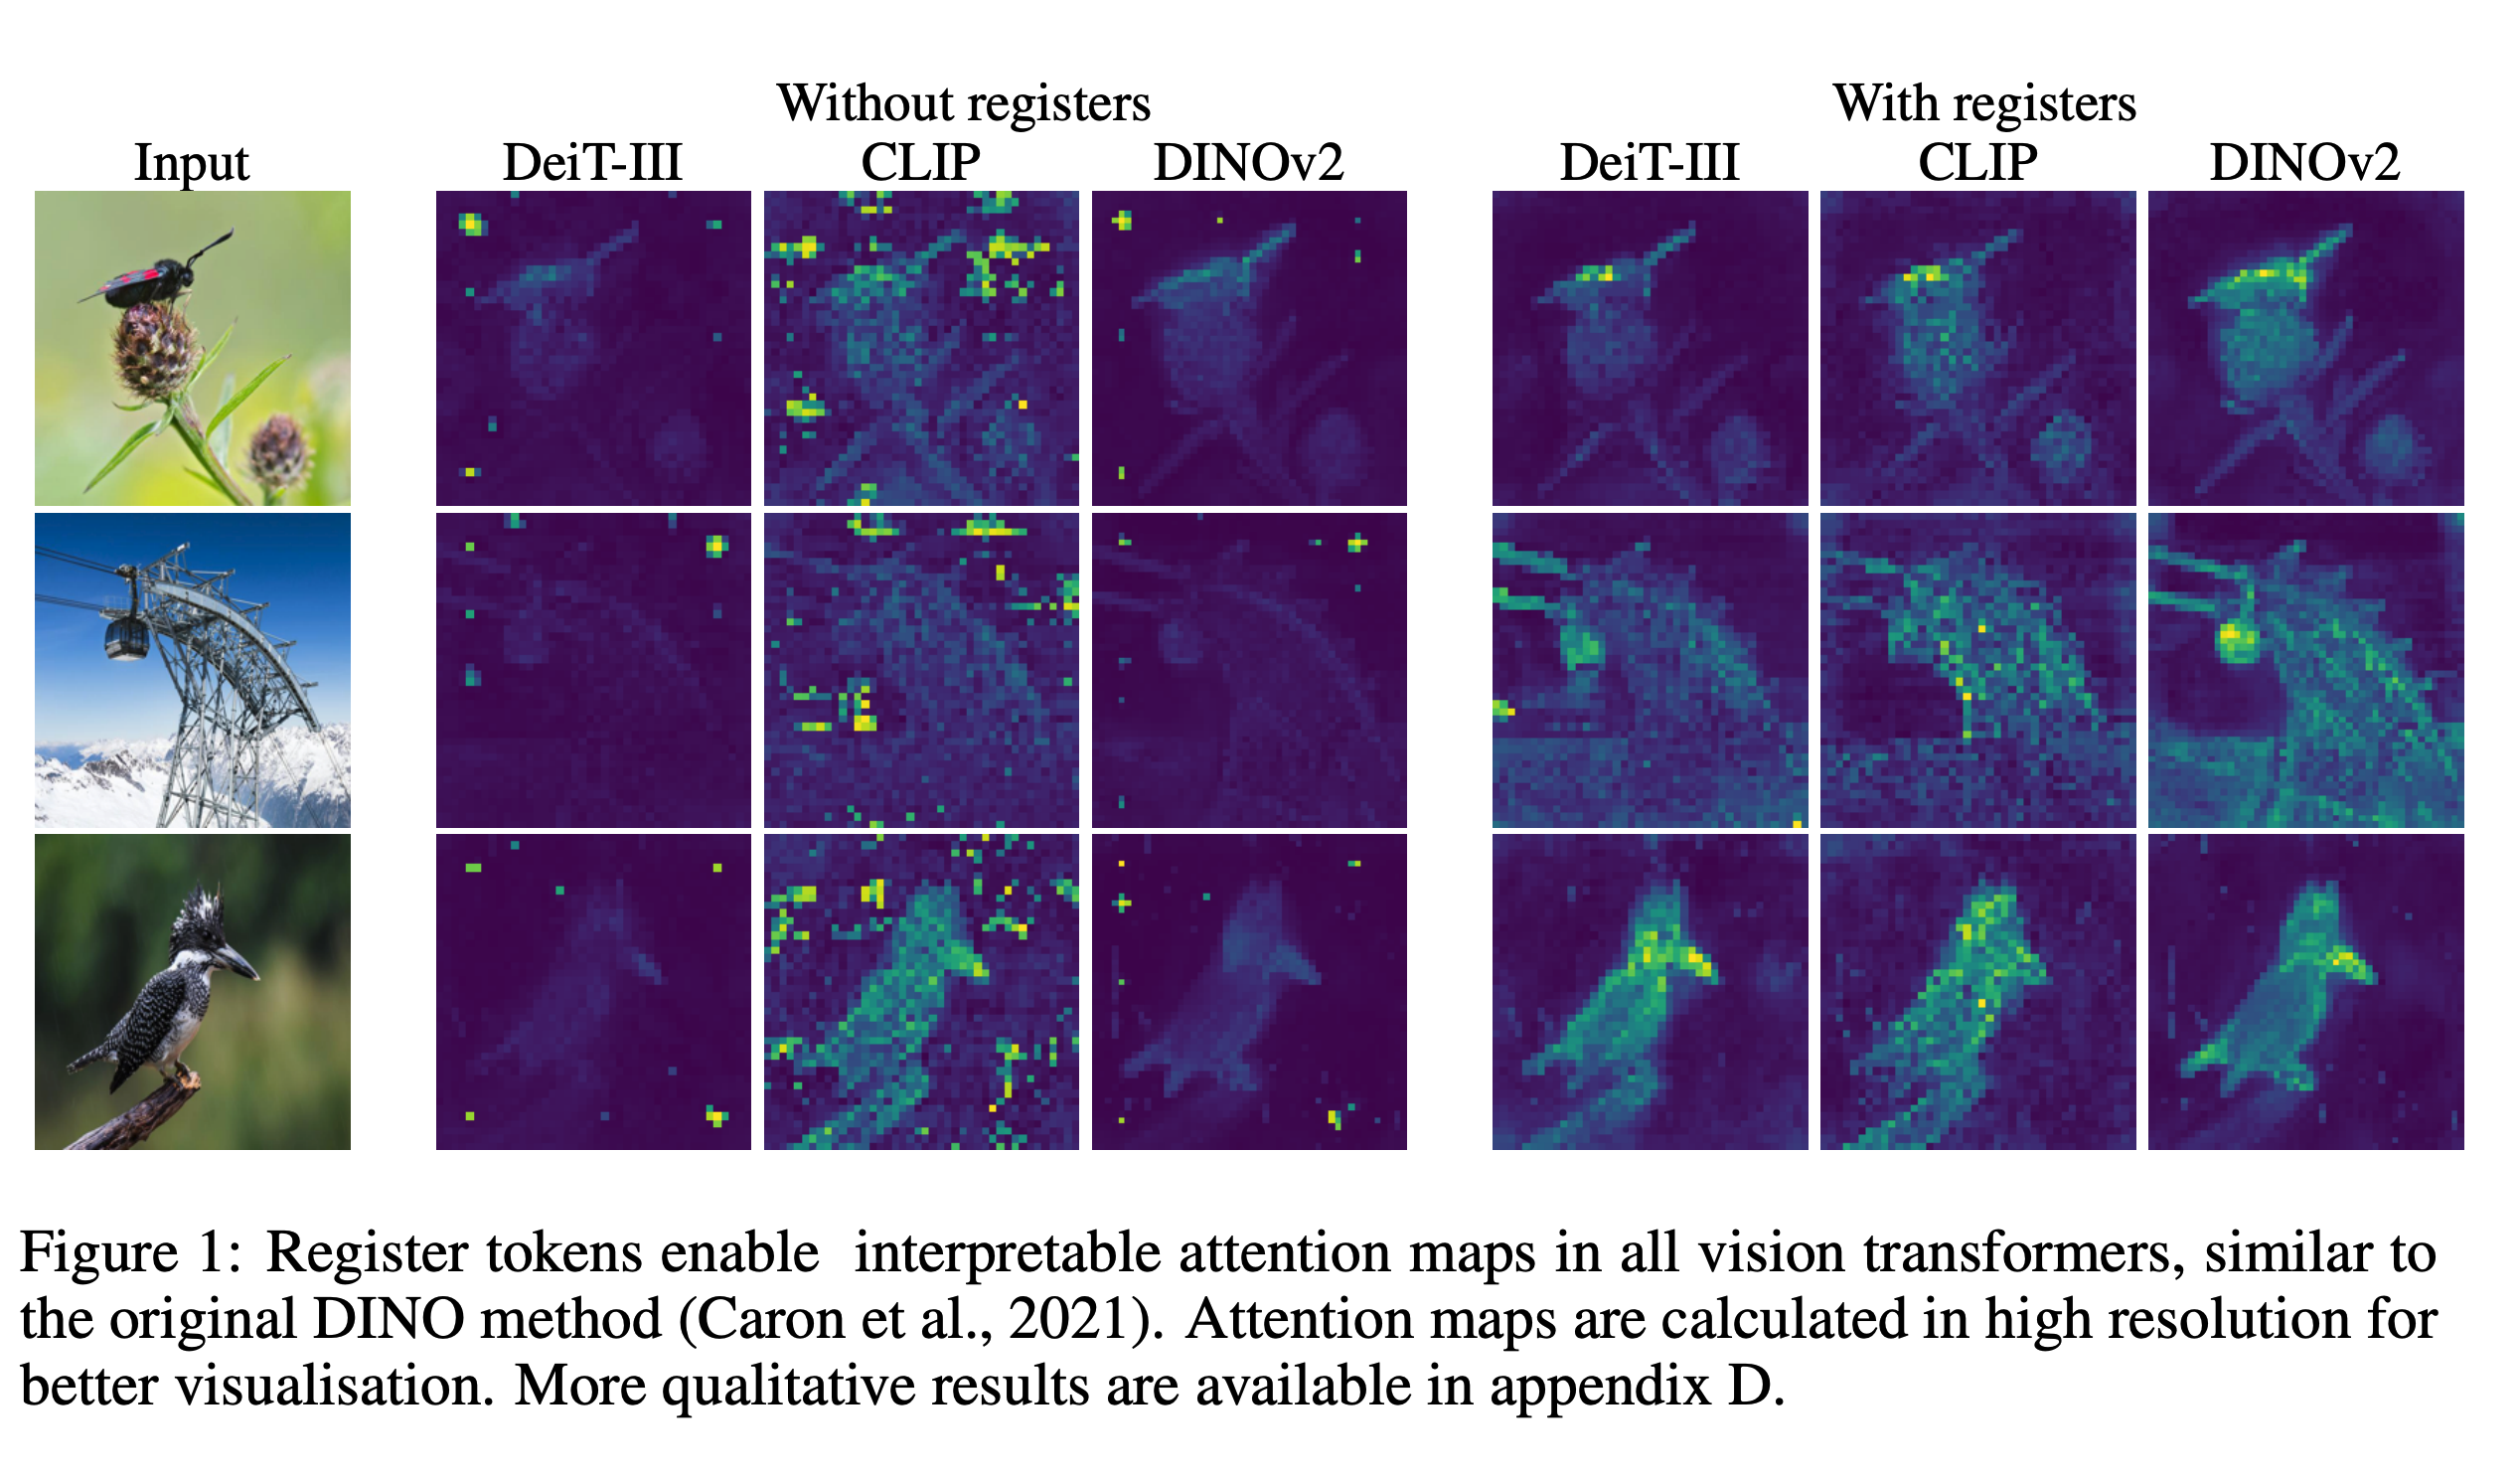 Without registers
With registers
Input
DeiT-III
CLIP
DINOv2
DeiT-III
CLIP
DINOv2
Figure 1: Register tokens enable  interpretable attention maps in all vision transformers, similar to
the original DINO method (Caron et al., 2021). Attention maps are calculated in high resolution for
better visualisation. More qualitative results are available in appendix D.